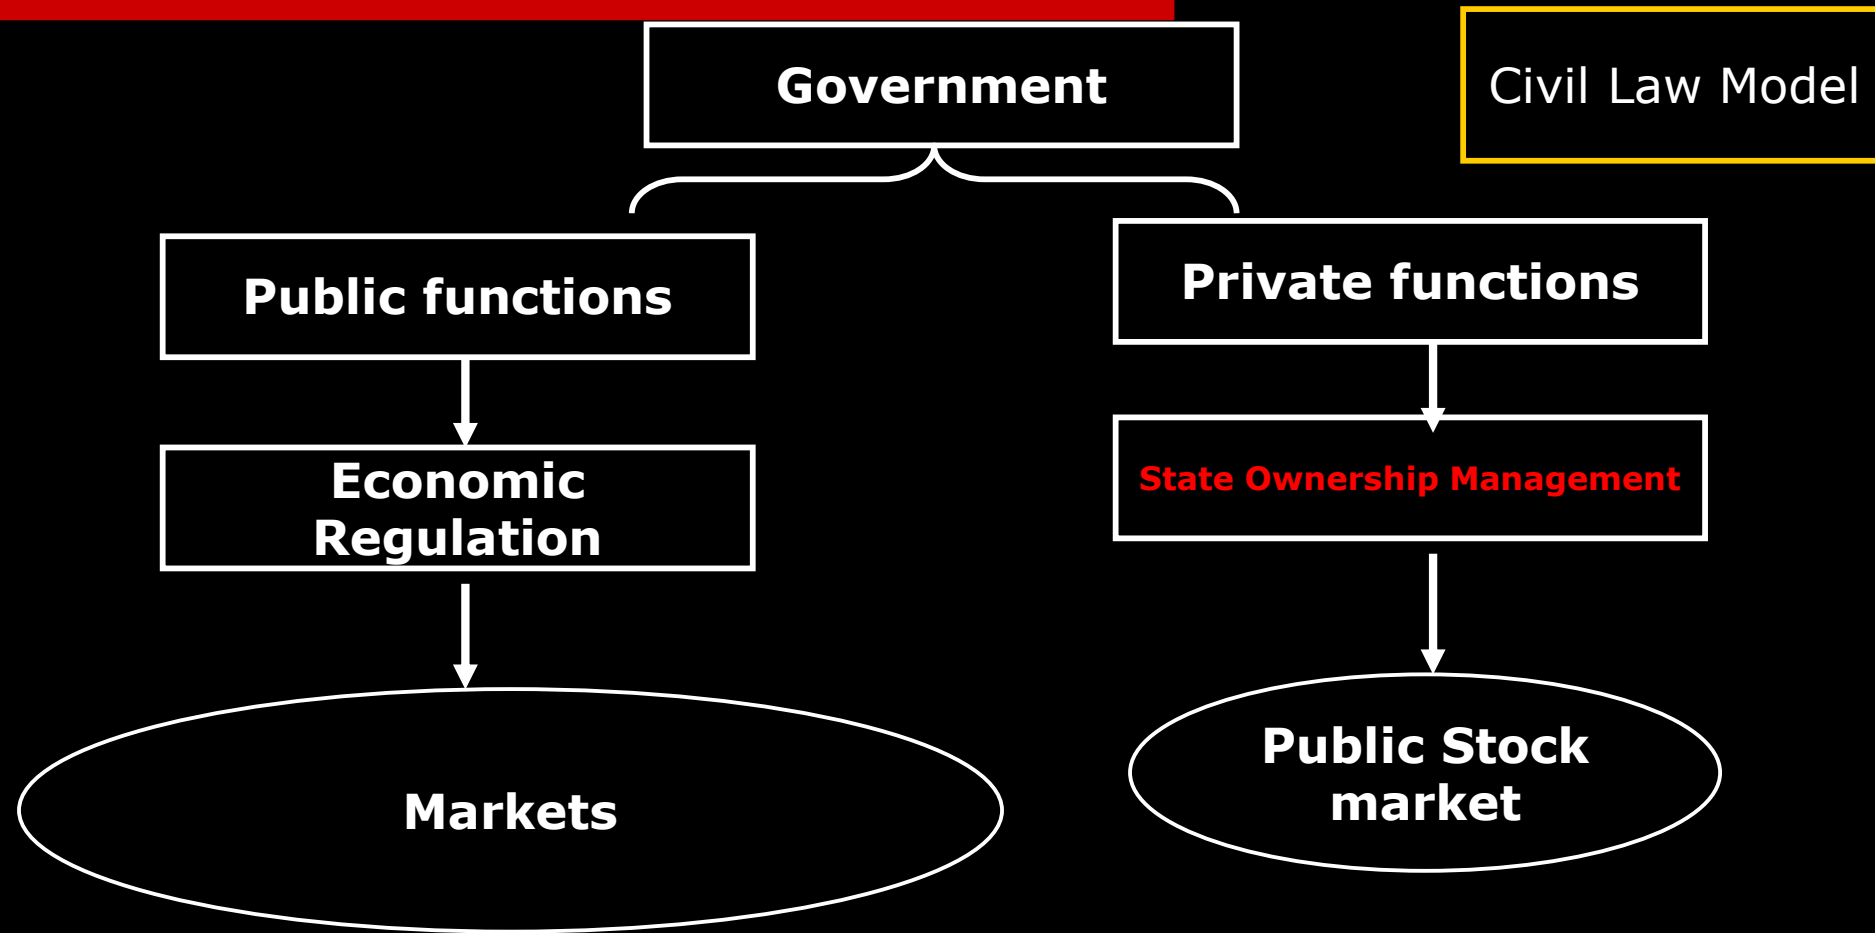 Government
Civil Law Model
Public functions
Private functions
Economic
Regulation
State Ownership Management
Markets
Public Stock
market